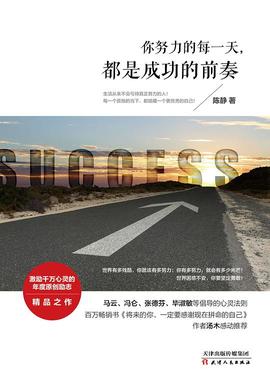 你努力的每一天，
都是成功的前奏
陈静 著
生活从来不会亏待真正努力的人！
每一个孤独的当下，都暗藏一个更优秀的自己！
SUCCESS
激励千万心灵的
年度原创励志
精品之作
世界有多残酷，你就该有多努力；你有多努力，就会有多少光芒！
世界因你不安，你要坚定勇敢！
马云、冯仑、张德芬、毕淑敏等倡导的心灵法则
百万畅销书《将来的你，一定要感谢现在拼命的自己》
作者汤木感动推荐
天津出版传媒集团
天津人民出版社